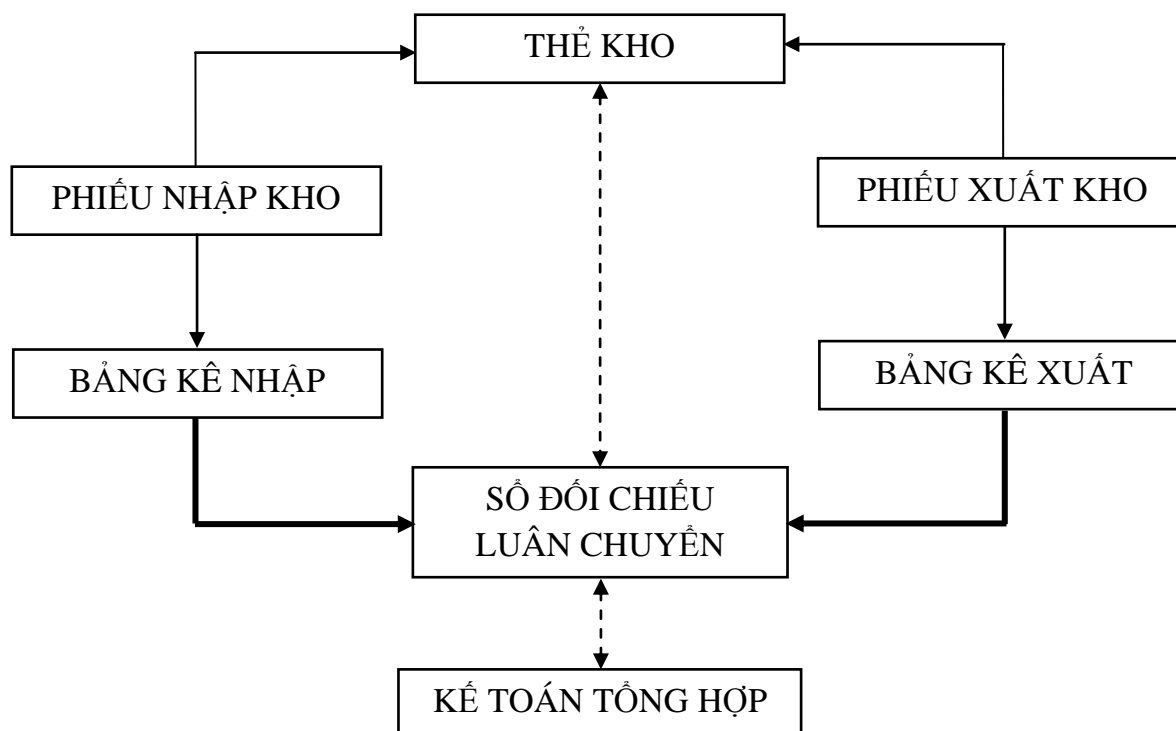 THẺ KHO
PHIẾU NHẬP KHO
PHIẾU XUẤT KHO
BẢNG KÊ NHẬP
BẢNG KÊ XUẤT
SỔ ĐỐI CHIẾU
LUÂN CHUYỂN
KẾ TOÁN TỔNG HỢP